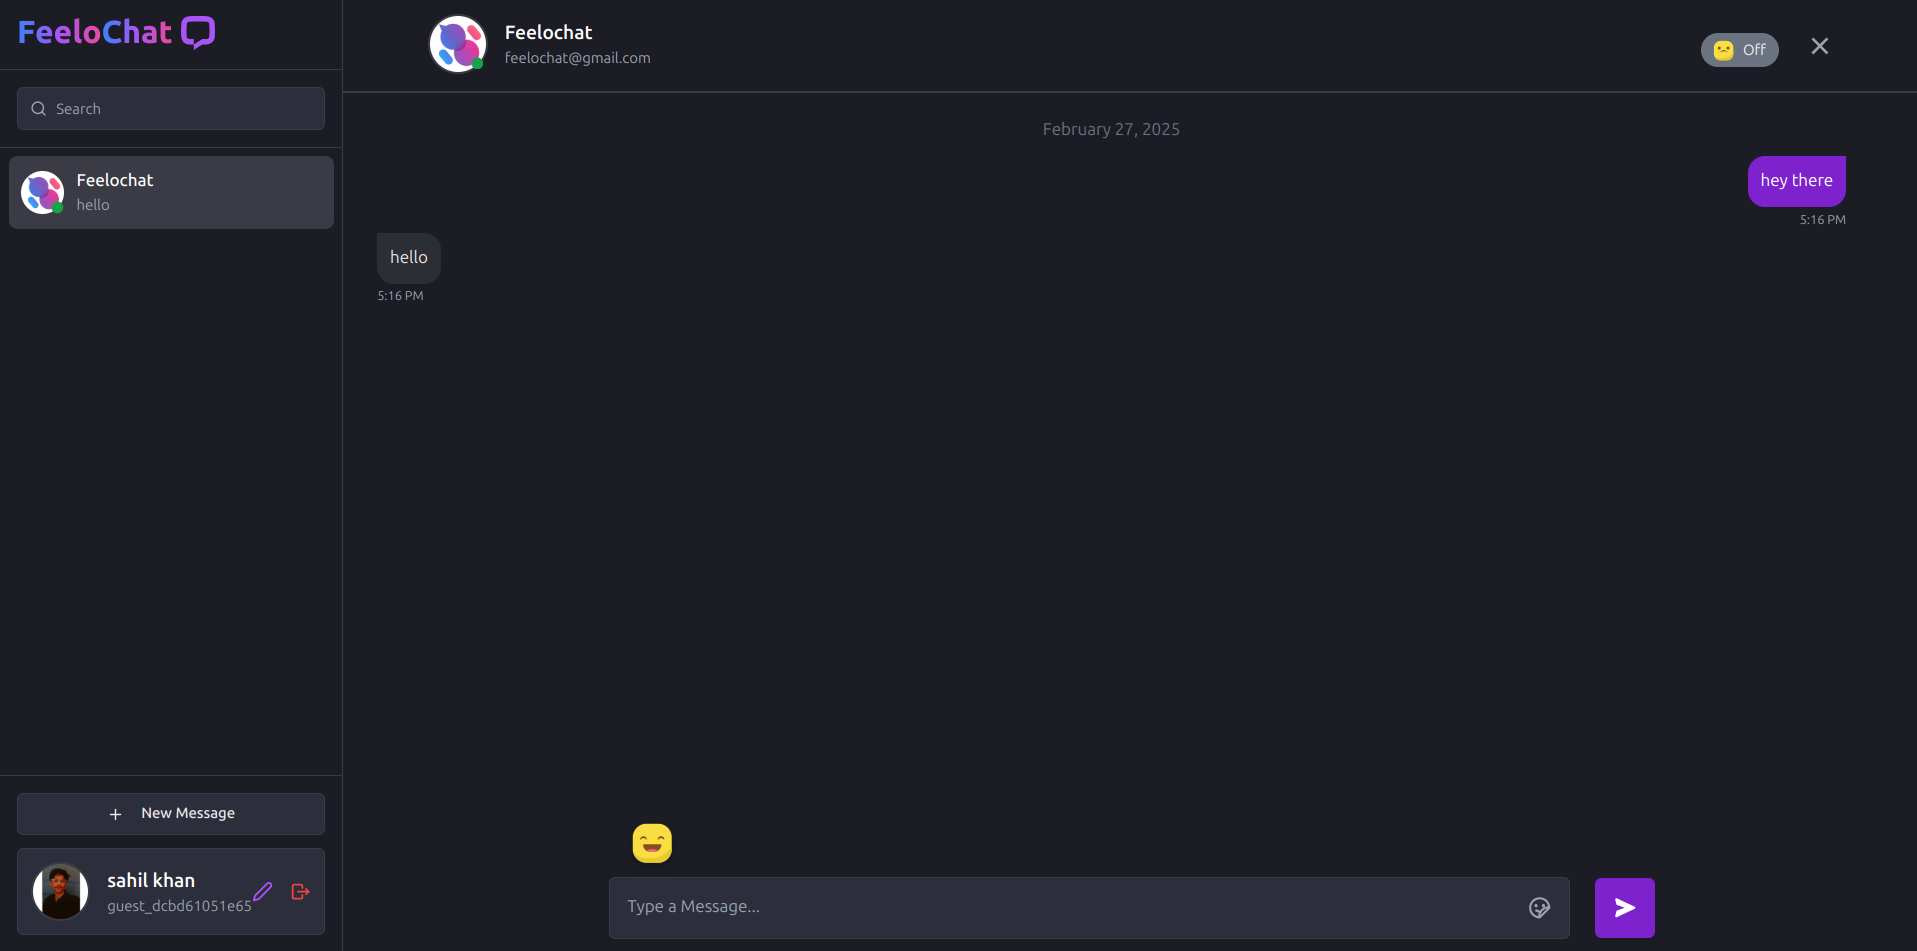 FeeloChat
Search
Feelochat
hello
New Message
sahil khan
guest_dcbd61051e65
Feelochat
feelochat@gmail.com
Off
February 27, 2025
hey there
5:16 PM
hello
5:16 PM
Type a Message...